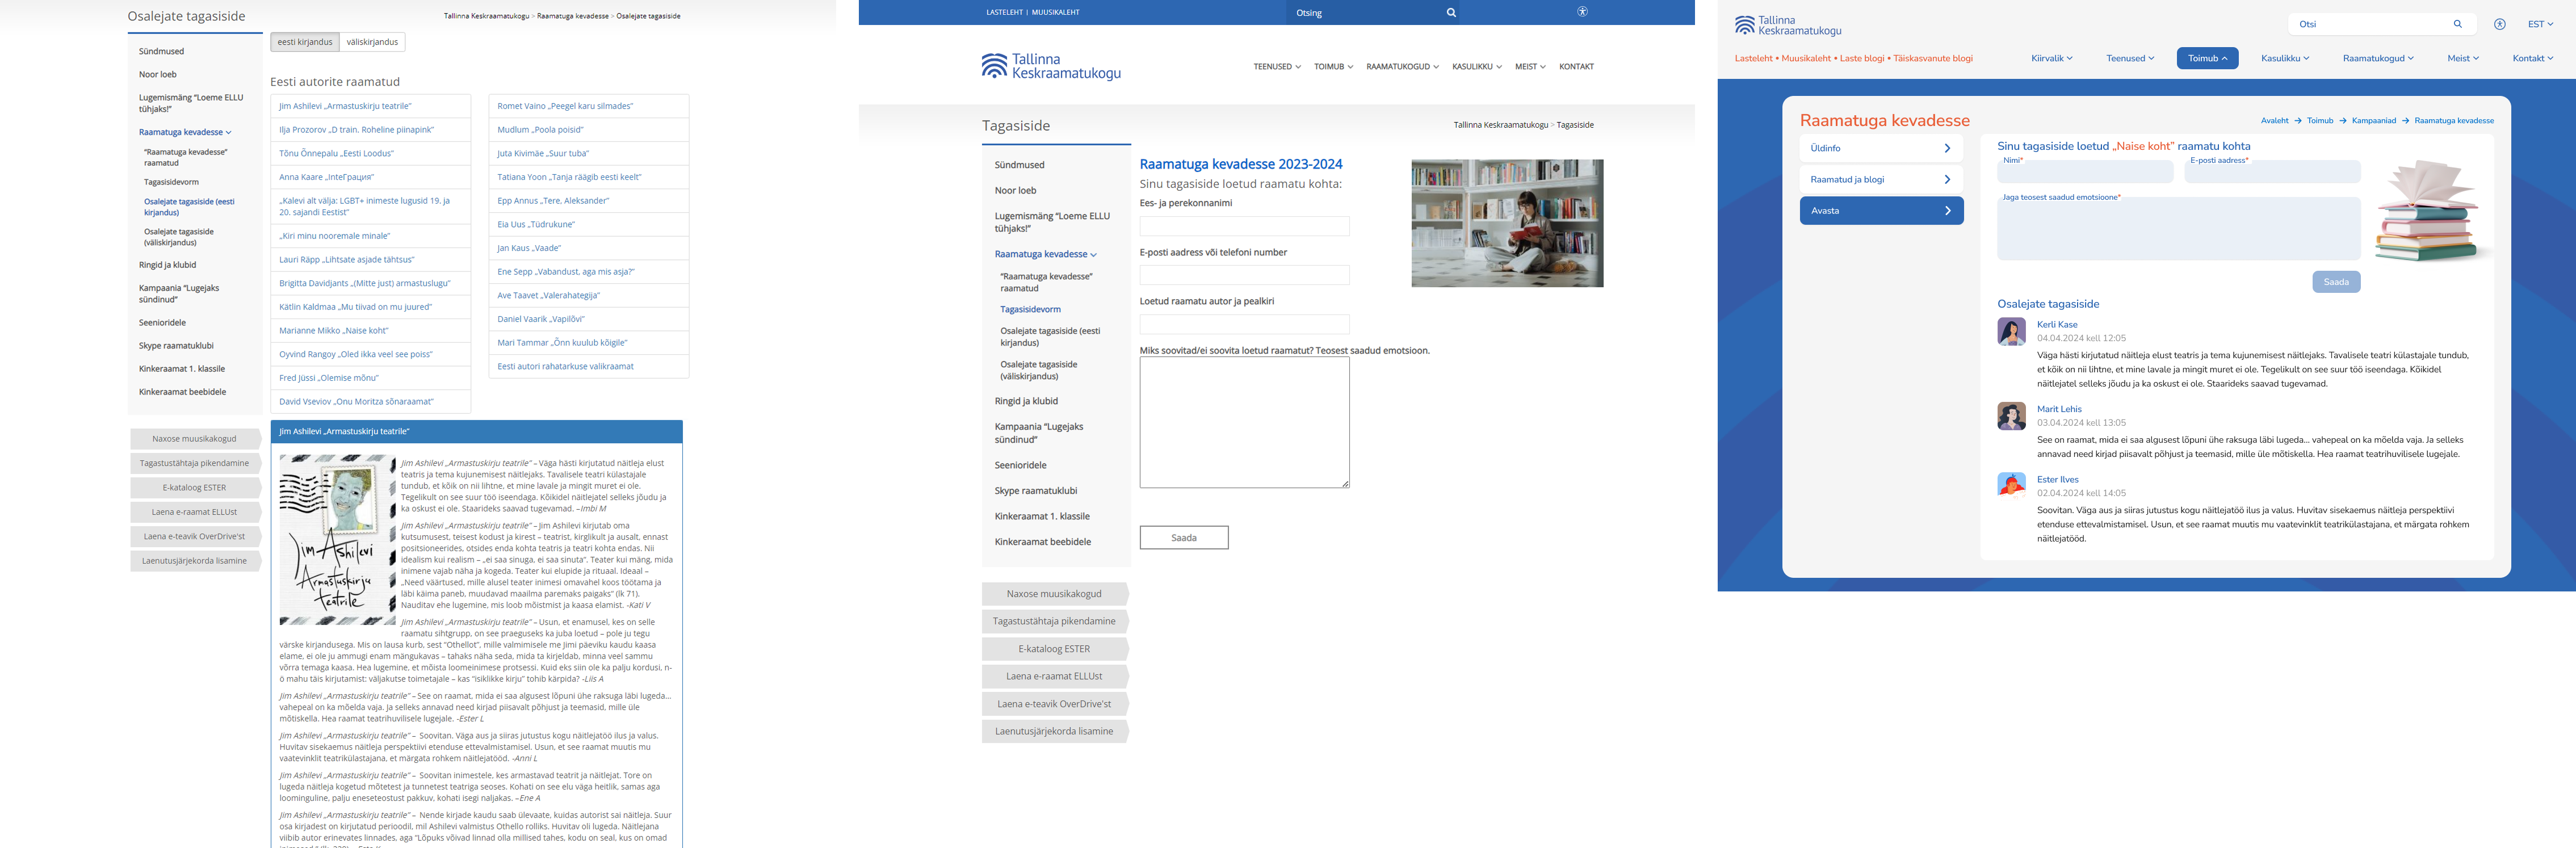 Osalejate tagasiside
Tallinna Keskraamatukogu > Raamatuga kevadesse > Osalejate tagasiside
Sündmused
Noor loeb
Lugemismäng "Loeme ELLU
tühjaks!"
Raamatuga kevadesse
"Raamatuga kevadesse"
raamatud
Tagasisidevorm
Osalejate tagasiside (eesti
kirjandus)
Osalejate tagasiside
(väliskirjandus)
Ringid ja klubid
Kampaania "Lugejaks
sündinud"
Seenioridele
Skype raamatuklubi
Kinkeraamat 1. klassile
Kinkeraamat beebidele
Naxose muusikakogud
Tagastustähtaja pikendamine
E-kataloog ESTER
Laena e-raamat ELLUst
Laena e-teavik OverDrive'st
Laenutusjärjekorda lisamine
eesti kirjandus
väliskirjandus
Eesti autorite raamatud
Jim Ashilevi „Armastuskirju teatrile"
Ilja Prozorov „D train. Roheline piinapink"
Tõnu Õnnepalu „Eesti Loodus"
Anna Kaare „InteГрация"
„Kalevi alt välja: LGBT+ inimeste lugusid 19. ja
20. sajandi Eestist"
„Kiri minu nooremale minale"
Lauri Räpp „Lihtsate asjade tähtsus"
Brigitta Davidjants „(Mitte just) armastuslugu"
Kätlin Kaldmaa „Mu tiivad on mu juured"
Marianne Mikko „Naise koht"
Oyvind Rangoy „Oled ikka veel see poiss"
Fred Jüssi „Olemise mõnu"
David Vseviov „Onu Moritza sõnaraamat"
Romet Vaino „Peegel karu silmades"
Mudlum „Poola poisid"
Juta Kivimäe „Suur tuba"
Tatiana Yoon „Tanja räägib eesti keelt"
Epp Annus „Tere, Aleksander"
Eia Uus „Tüdrukune"
Jan Kaus „Vaade"
Ene Sepp „Vabandust, aga mis asja?"
Ave Taavet „Valerahategija"
Daniel Vaarik „Vapilõvi"
Mari Tammar „Õnn kuulub kõigile"
Eesti autori rahatarkuse valikraamat
Jim Ashilevi „Armastuskirju teatrile"
Jim Ashilevi
Armastuskirju
teatrile
Jim Ashilevi „Armastuskirju teatrile" – Väga hästi kirjutatud näitleja elust
teatris ja tema kujunemisest näitlejaks. Tavalisele teatri külastajale
tundub, et kõik on nii lihtne, et mine lavale ja mingit muret ei ole.
Tegelikult on see suur töö iseendaga. Kõikidel näitlejatel selleks jõudu ja
ka oskust ei ole. Staarideks saavad tugevamad. –Imbi M
Jim Ashilevi „Armastuskirju teatrile" – Jim Ashilevi kirjutab oma
kutsumusest, teisest kodust ja kirest – teatrist, kirglikult ja ausalt, ennast
positsioneerides, otsides enda kohta teatris ja teatri kohta endas. Nii
idealism kui realism – „ei saa sinuga, ei saa sinuta". Teater kui mäng, mida
inimene vajab näha ja kogeda. Teater kui elupide ja rituaal. Ideaal –
„Need väärtused, mille alusel teater inimesi omavahel koos töötama ja
läbi käima paneb, muudavad maailma paremaks paigaks" (lk 71).
Nauditav ehe lugemine, mis loob mõistmist ja kaasa elamist. -Kati V
Jim Ashilevi „Armastuskirju teatrile" – Usun, et enamusel, kes on selle
raamatu sihtgrupp, on see praeguseks ka juba loetud – pole ju tegu
värske kirjandusega. Mis on lausa kurb, sest "Othellot", mille valmimisele me Jimi päeviku kaudu kaasa
elame, ei ole ju ammugi enam mängukavas – tahaks näha seda, mida ta kirjeldab, minna veel sammu
võrra temaga kaasa. Hea lugemine, et mõista loomeinimese protsessi. Kuid eks siin ole ka palju kordusi, n-
ö mahu täis kirjutamist: väljakutse toimetajale – kas "isiklikke kirju" tohib kärpida? -Liis A
Jim Ashilevi „Armastuskirju teatrile" – See on raamat, mida ei saa algusest lõpuni ühe raksuga läbi lugeda…
vahepeal on ka mõelda vaja. Ja selleks annavad need kirjad piisavalt põhjust ja teemasid, mille üle
mõtiskella. Hea raamat teatrihuvilisele lugejale. -Ester L
Jim Ashilevi „Armastuskirju teatrile" – Soovitan. Väga aus ja siiras jutustus kogu näitlejatöö ilus ja valus.
Huvitav sisekaemus näitleja perspektiivi etenduse ettevalmistamisel. Usun, et see raamat muutis mu
vaatevinklit teatrikülastajana, et märgata rohkem näitlejatööd. -Anni L
Jim Ashilevi „Armastuskirju teatrile" – Soovitan inimestele, kes armastavad teatrit ja näitlejat. Tore on
lugeda näitleja kogetud mõtetest ja tunnetest teatriga seoses. Kohati on see elu väga heitlik, samas aga
loominguline, palju eneseteostust pakkuv, kohati isegi naljakas. –Ene A
Jim Ashilevi „Armastuskirju teatrile" – Nende kirjade kaudu saab ülevaate, kuidas autorist sai näitleja. Suur
osa kirjadest on kirjutatud perioodil, mil Ashilevi valmistus Othello rolliks. Huvitav oli lugeda. Näitlejana
viibib autor erinevates linnades, aga "Lõpuks võivad linnad olla millised tahes, kodu on seal, kus on omad
LASTELEHT | MUUSIKALEHT
Otsing
Tallinna
Keskraamatukogu
TEENUSED
TOIMUB
RAAMATUKOGUD
KASULIKKU
MEIST
KONTAKT
Tagasiside
Tallinna Keskraamatukogu > Tagasiside
Sündmused
Noor loeb
Lugemismäng "Loeme ELLU
tühjaks!"
Raamatuga kevadesse
"Raamatuga kevadesse"
raamatud
Tagasisidevorm
Osalejate tagasiside (eesti
kirjandus)
Osalejate tagasiside
(väliskirjandus)
Ringid ja klubid
Kampaania "Lugejaks
sündinud"
Seenioridele
Skype raamatuklubi
Kinkeraamat 1. klassile
Kinkeraamat beebidele
Naxose muusikakogud
Tagastustähtaja pikendamine
E-kataloog ESTER
Laena e-raamat ELLUst
Laena e-teavik OverDrive'st
Laenutusjärjekorda lisamine
Raamatuga kevadesse 2023-2024
Sinu tagasiside loetud raamatu kohta:
Ees- ja perekonnanimi
E-posti aadress või telefoni number
Loetud raamatu autor ja pealkiri
Miks soovitad/ei soovita loetud raamatut? Teosest saadud emotsioon.
Saada
Tallinna
Keskraamatukogu
Otsi
EST
Lasteleht • Muusikaleht • Laste blogi • Täiskasvanute blogi
Kiirvalik
Teenused
Toimub
Kasulikku
Raamatukogud
Meist
Kontakt
Raamatuga kevadesse
Avaleht → Toimub → Kampaaniad → Raamatuga kevadesse
Üldinfo
Raamatud ja blogi
Avasta
Sinu tagasiside loetud „Naise koht" raamatu kohta
Nimi*
E-posti aadress*
Jaga teosest saadud emotsioone*
Saada
Osalejate tagasiside
Kerli Kase
04.04.2024 kell 12:05
Väga hästi kirjutatud näitleja elust teatris ja tema kujunemisest näitlejaks. Tavalisele teatri külastajale tundub,
et kõik on nii lihtne, et mine lavale ja mingit muret ei ole. Tegelikult on see suur töö iseendaga. Kõikidel
näitlejatel selleks jõudu ja ka oskust ei ole. Staarideks saavad tugevamad.
Marit Lehis
03.04.2024 kell 13:05
See on raamat, mida ei saa algusest lõpuni ühe raksuga läbi lugeda… vahepeal on ka mõelda vaja. Ja selleks
annavad need kirjad piisavalt põhjust ja teemasid, mille üle mõtiskella. Hea raamat teatrihuvilisele lugejale.
Ester Ilves
02.04.2024 kell 14:05
Soovitan. Väga aus ja siiras jutustus kogu näitlejatöö ilus ja valus. Huvitav sisekaemus näitleja perspektiivi
etenduse ettevalmistamisel. Usun, et see raamat muutis mu vaatevinklit teatrikülastajana, et märgata rohkem
näitlejatööd.